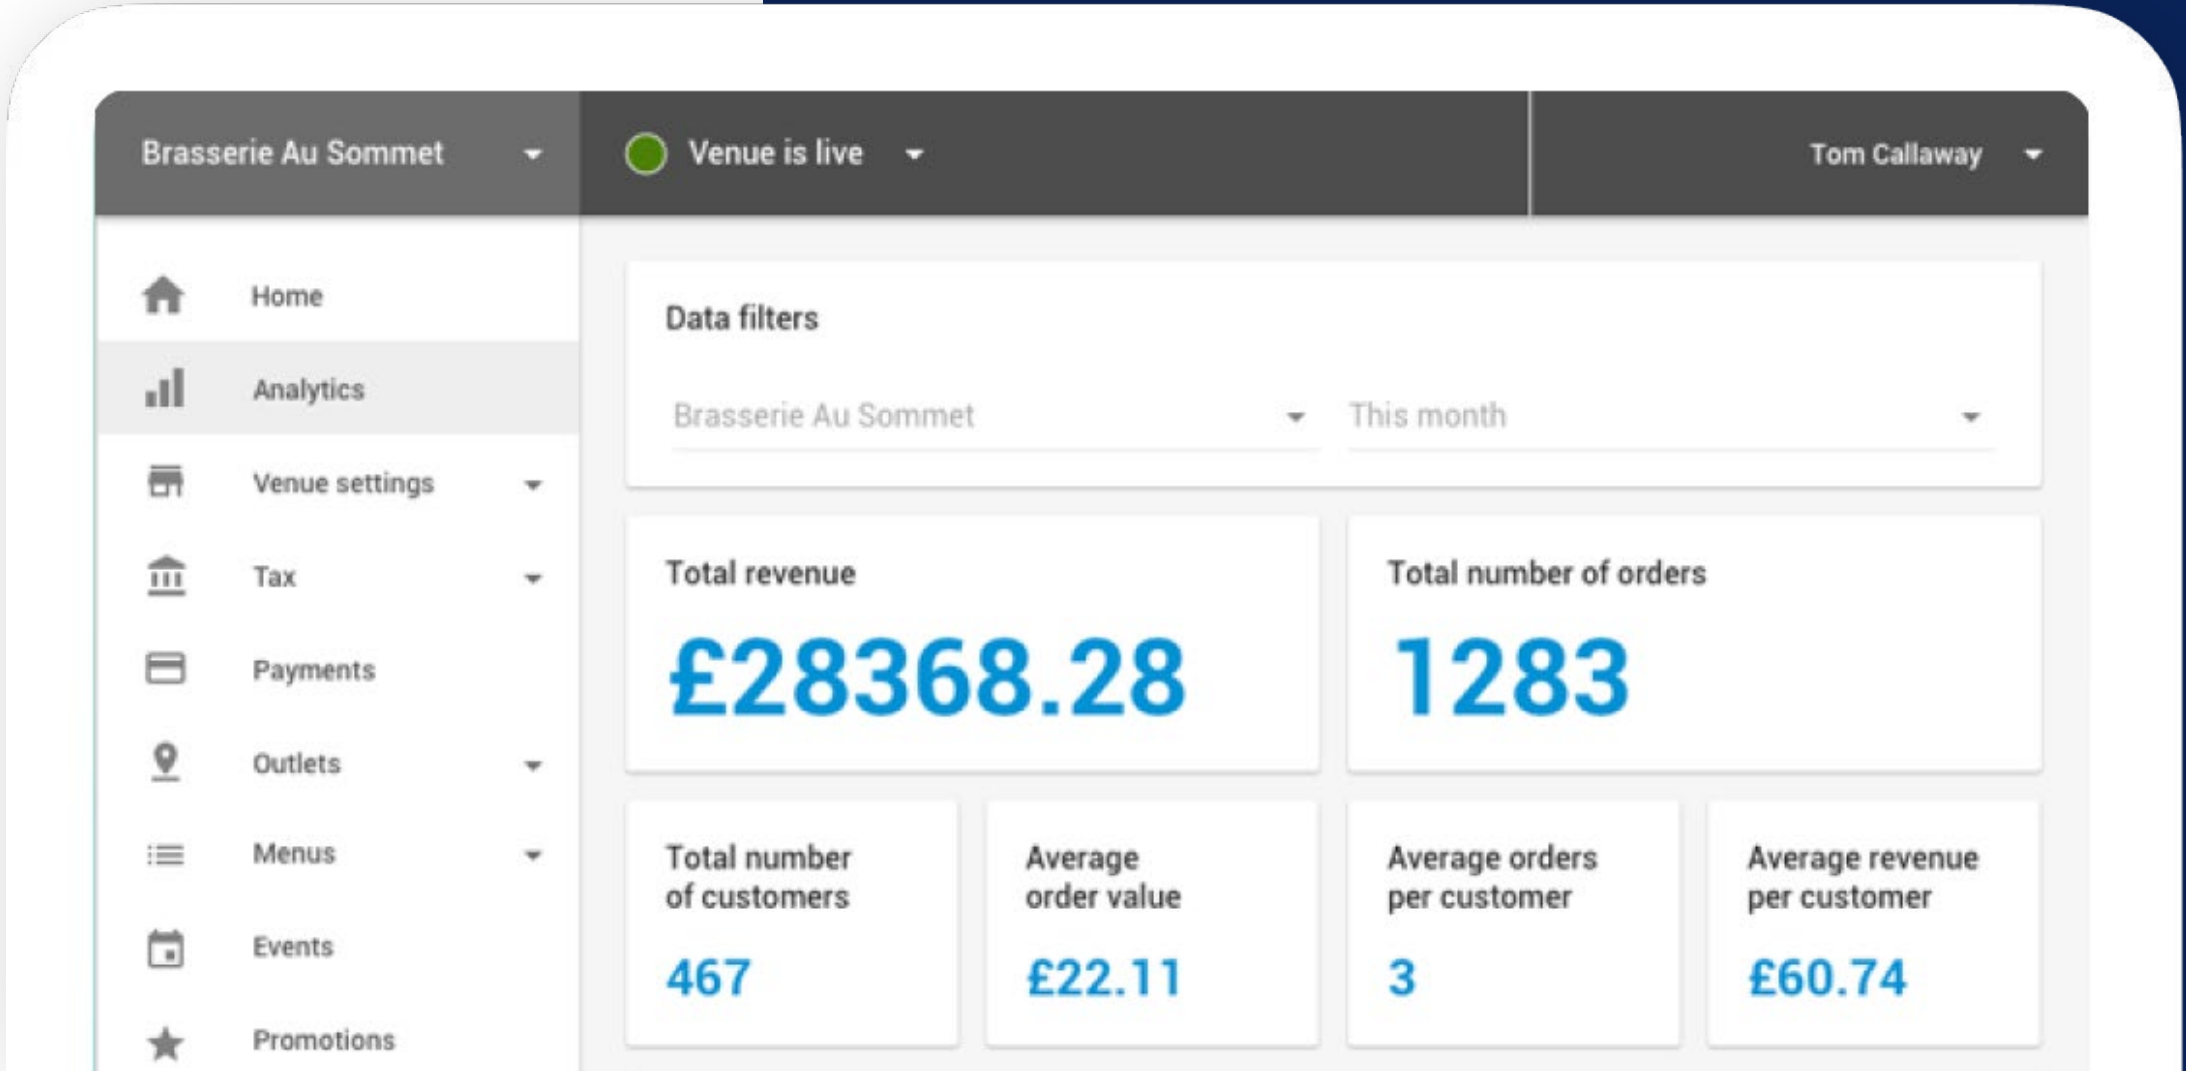 Brasserie Au Sommet
Venue is live
Tom Callaway
Home
Analytics
Venue settings
Tax
Payments
Outlets
Menus
Events
Promotions
Data filters
Brasserie Au Sommet
This month
Total revenue
£28368.28
Total number of orders
1283
Total number
of customers
467
Average
order value
£22.11
Average orders
per customer
3
Average revenue
per customer
£60.74